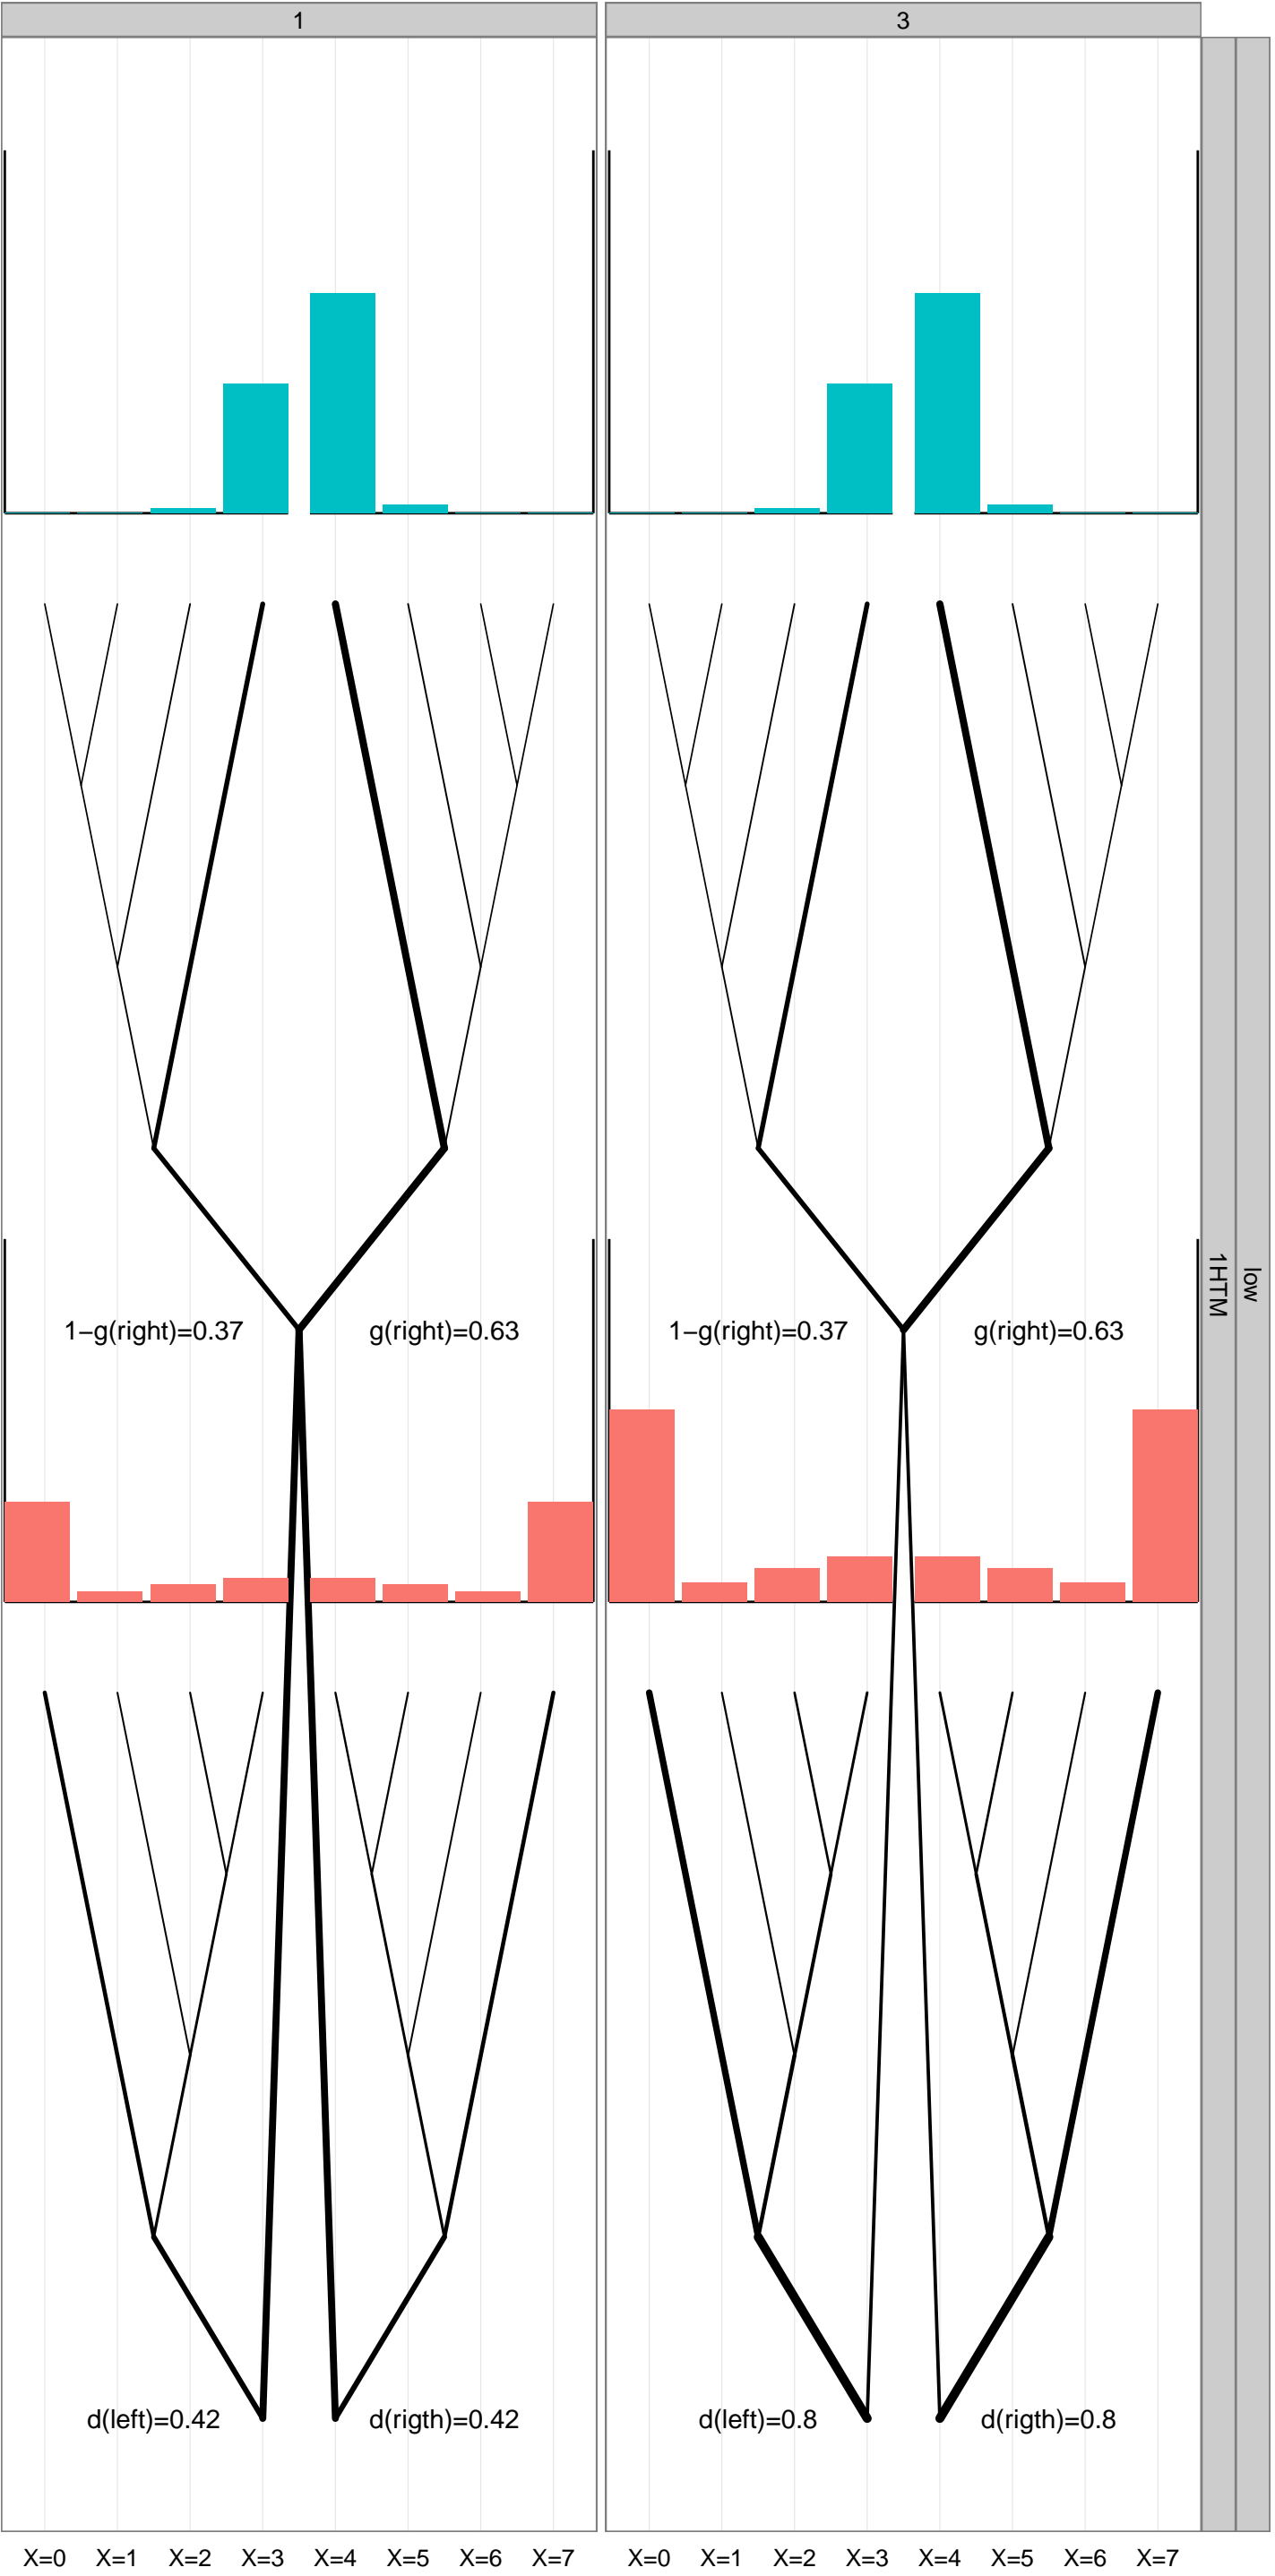 1 3
low
1HTM
1−g(right)=0.37 g(right)=0.63 1−g(right)=0.37 g(right)=0.63
d(left)=0.42 d(rigth)=0.42 d(left)=0.8 d(rigth)=0.8
X=0 X=1 X=2 X=3 X=4 X=5 X=6 X=7 X=0 X=1 X=2 X=3 X=4 X=5 X=6 X=7